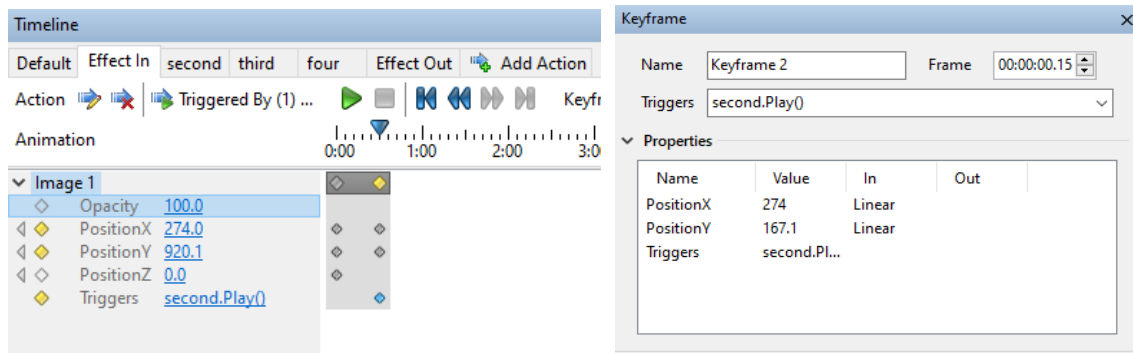 Timeline
Default Effect In second third four Effect Out Add Action
Action Triggered By (1) ... Keyfr
Animation 0:00 1:00 2:00 3:0
Image 1
Opacity 100.0
PositionX 274.0
PositionY 920.1
PositionZ 0.0
Triggers second.Play()
Keyframe
Name Keyframe 2 Frame 00:00:00.15
Triggers second.Play()
Properties
Name Value In Out
PositionX 274 Linear
PositionY 167.1 Linear
Triggers second.Pl...